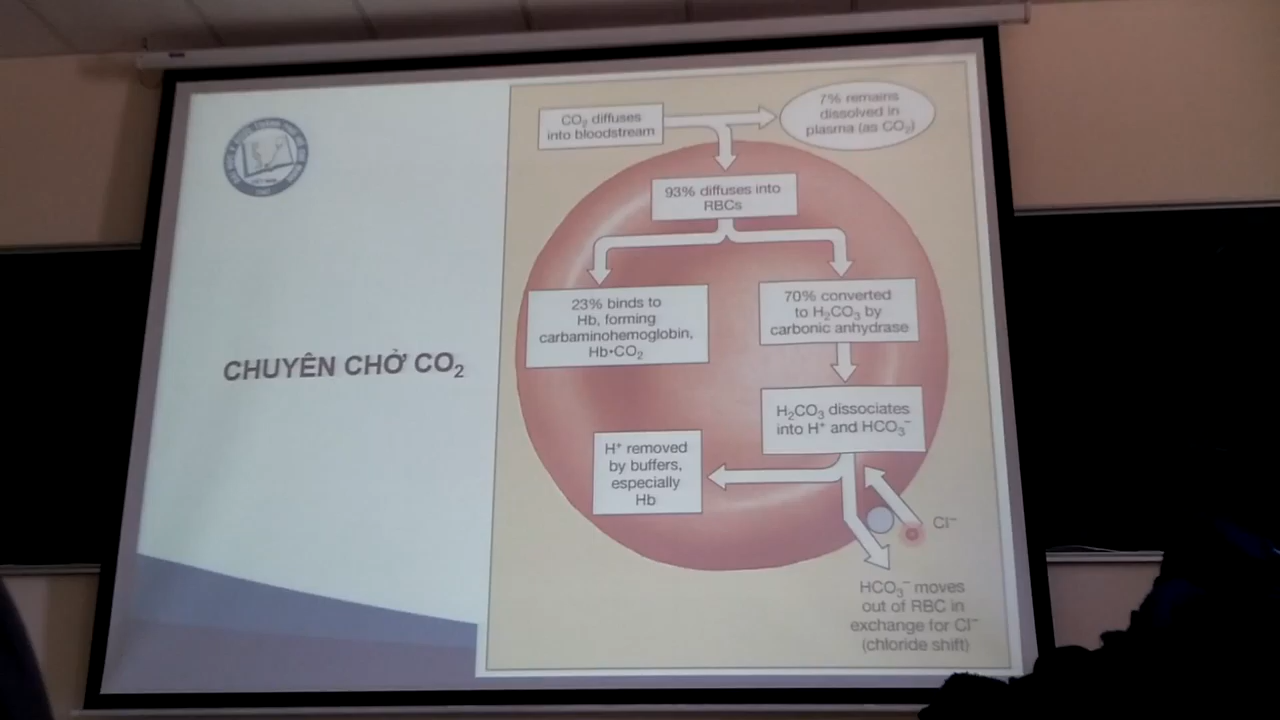 CHUYÊN CHỞ CO₂
CO₂ diffuses
into bloodstream
7% remains
dissolved in
plasma (as CO₂)
93% diffuses into
RBCs
23% binds to
Hb, forming
carbaminohemoglobin,
Hb•CO₂
70% converted
to H₂CO₃ by
carbonic anhydrase
H₂CO₃ dissociates
into H⁺ and HCO₃⁻
H⁺ removed
by buffers,
especially
Hb
Cl⁻
HCO₃⁻ moves
out of RBC in
exchange for Cl⁻
(chloride shift)